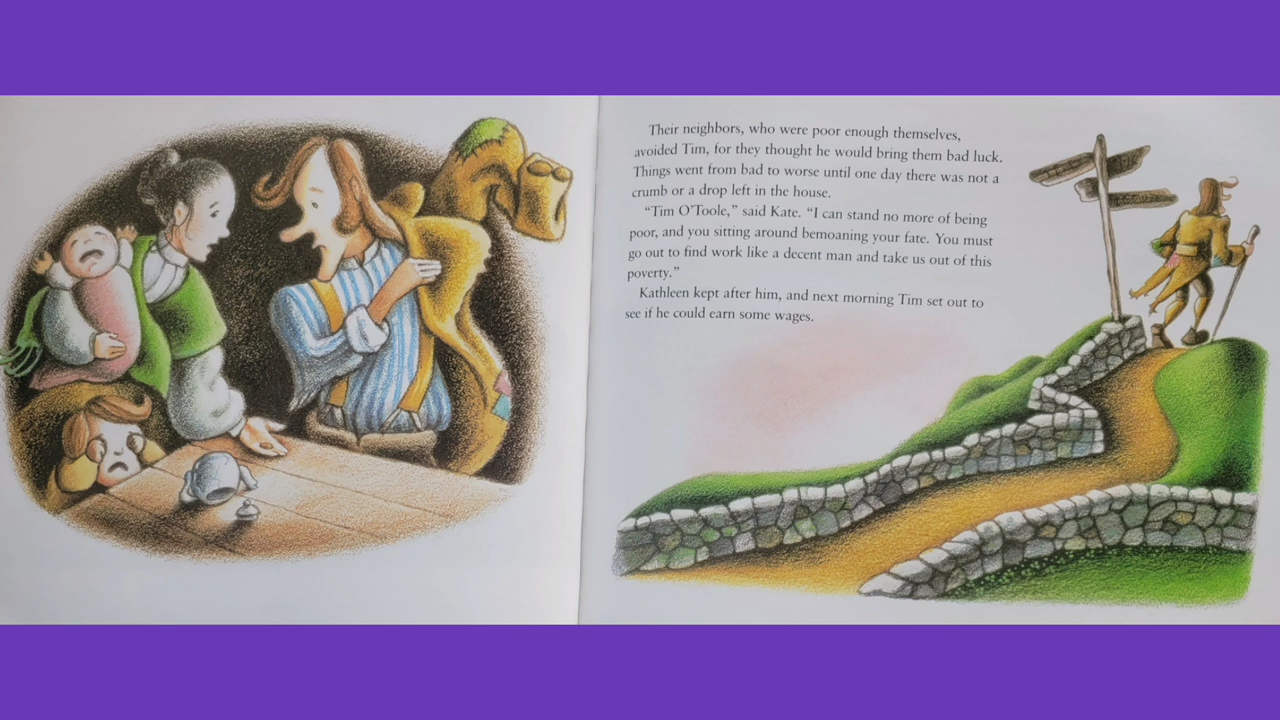 Their neighbors, who were poor enough themselves,
avoided Tim, for they thought he would bring them bad luck.
Things went from bad to worse until one day there was not a
crumb or a drop left in the house.
“Tim O’Toole,” said Kate. “I can stand no more of being
poor, and you sitting around bemoaning your fate. You must
go out to find work like a decent man and take us out of this
poverty.”
Kathleen kept after him, and next morning Tim set out to
see if he could earn some wages.